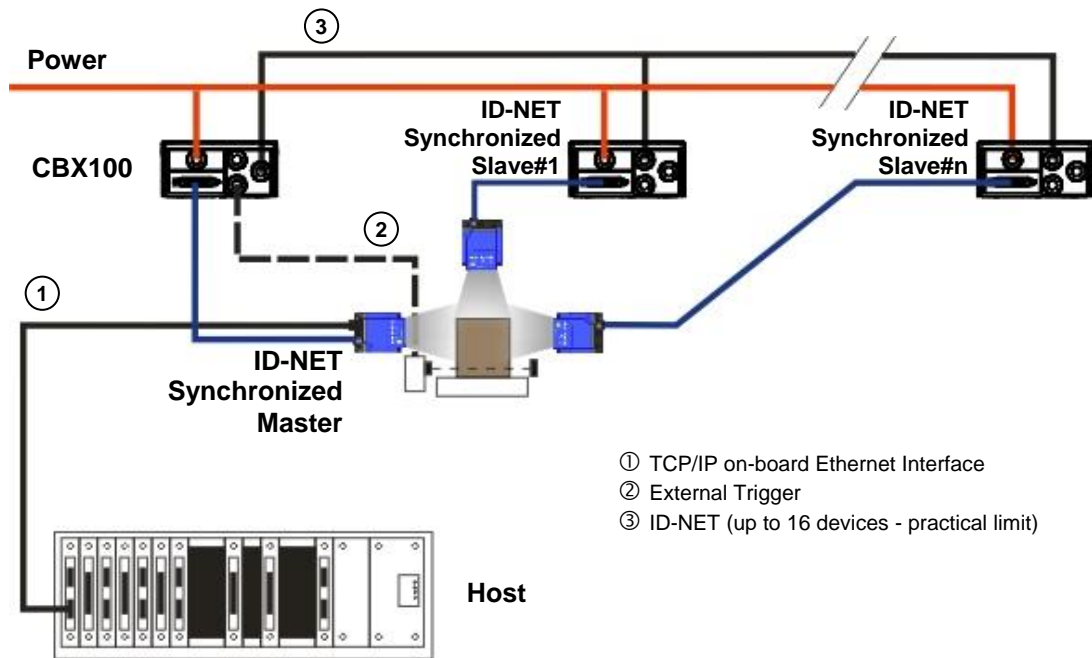 ③
Power
ID-NET
Synchronized
Slave#1
ID-NET
Synchronized
Slave#n
CBX100
②
①
ID-NET
Synchronized
Master
① TCP/IP on-board Ethernet Interface
② External Trigger
③ ID-NET (up to 16 devices - practical limit)
Host